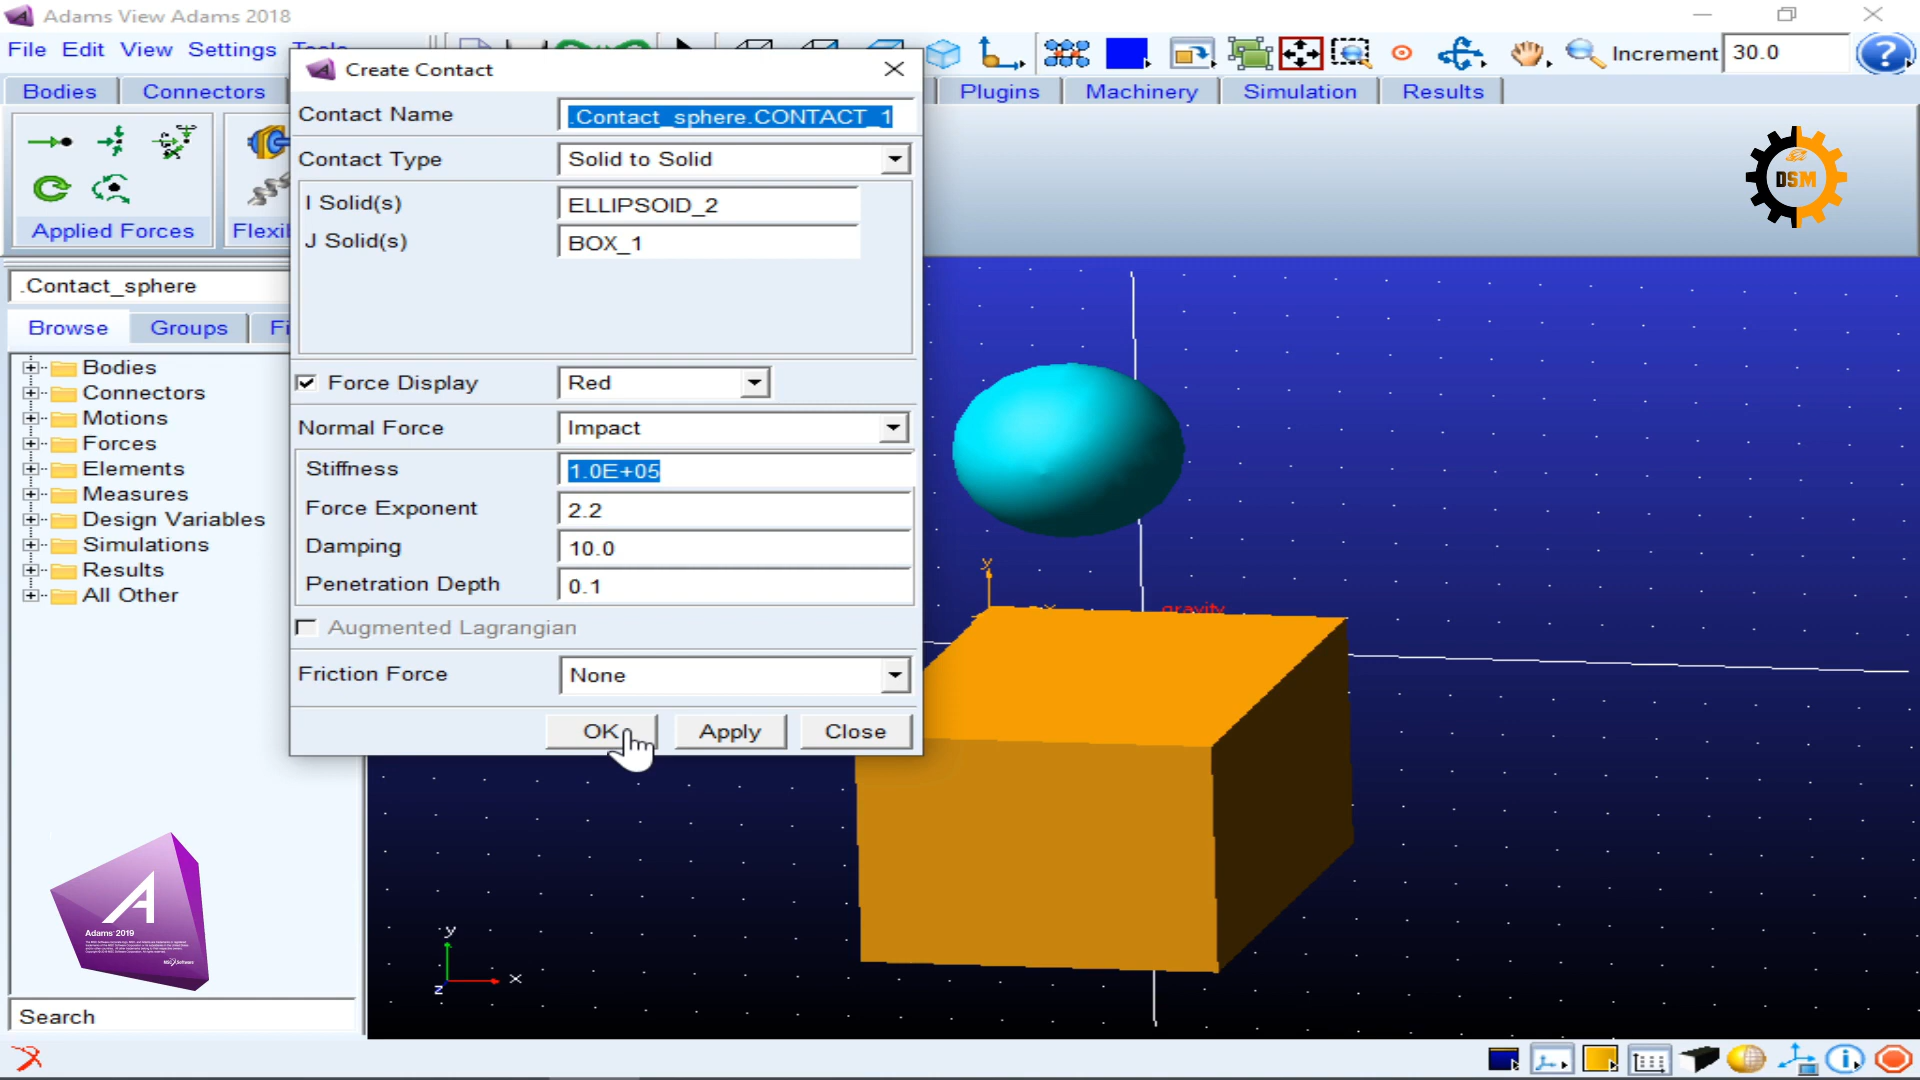 Adams View Adams 2018
File Edit View Settings Tools
Increment 30.0
Bodies Connectors Plugins Machinery Simulation Results
Applied Forces
.Contact_sphere
Browse Groups Fi
Bodies
Connectors
Motions
Forces
Elements
Measures
Design Variables
Simulations
Results
All Other
Adams 2019
Search
Create Contact
Contact Name .Contact_sphere.CONTACT_1
Contact Type Solid to Solid
I Solid(s) ELLIPSOID_2
J Solid(s) BOX_1
Force Display Red
Normal Force Impact
Stiffness 1.0E+05
Force Exponent 2.2
Damping 10.0
Penetration Depth 0.1
Augmented Lagrangian
Friction Force None
OK Apply Close
DSM
y
x
gravity
y
x
z